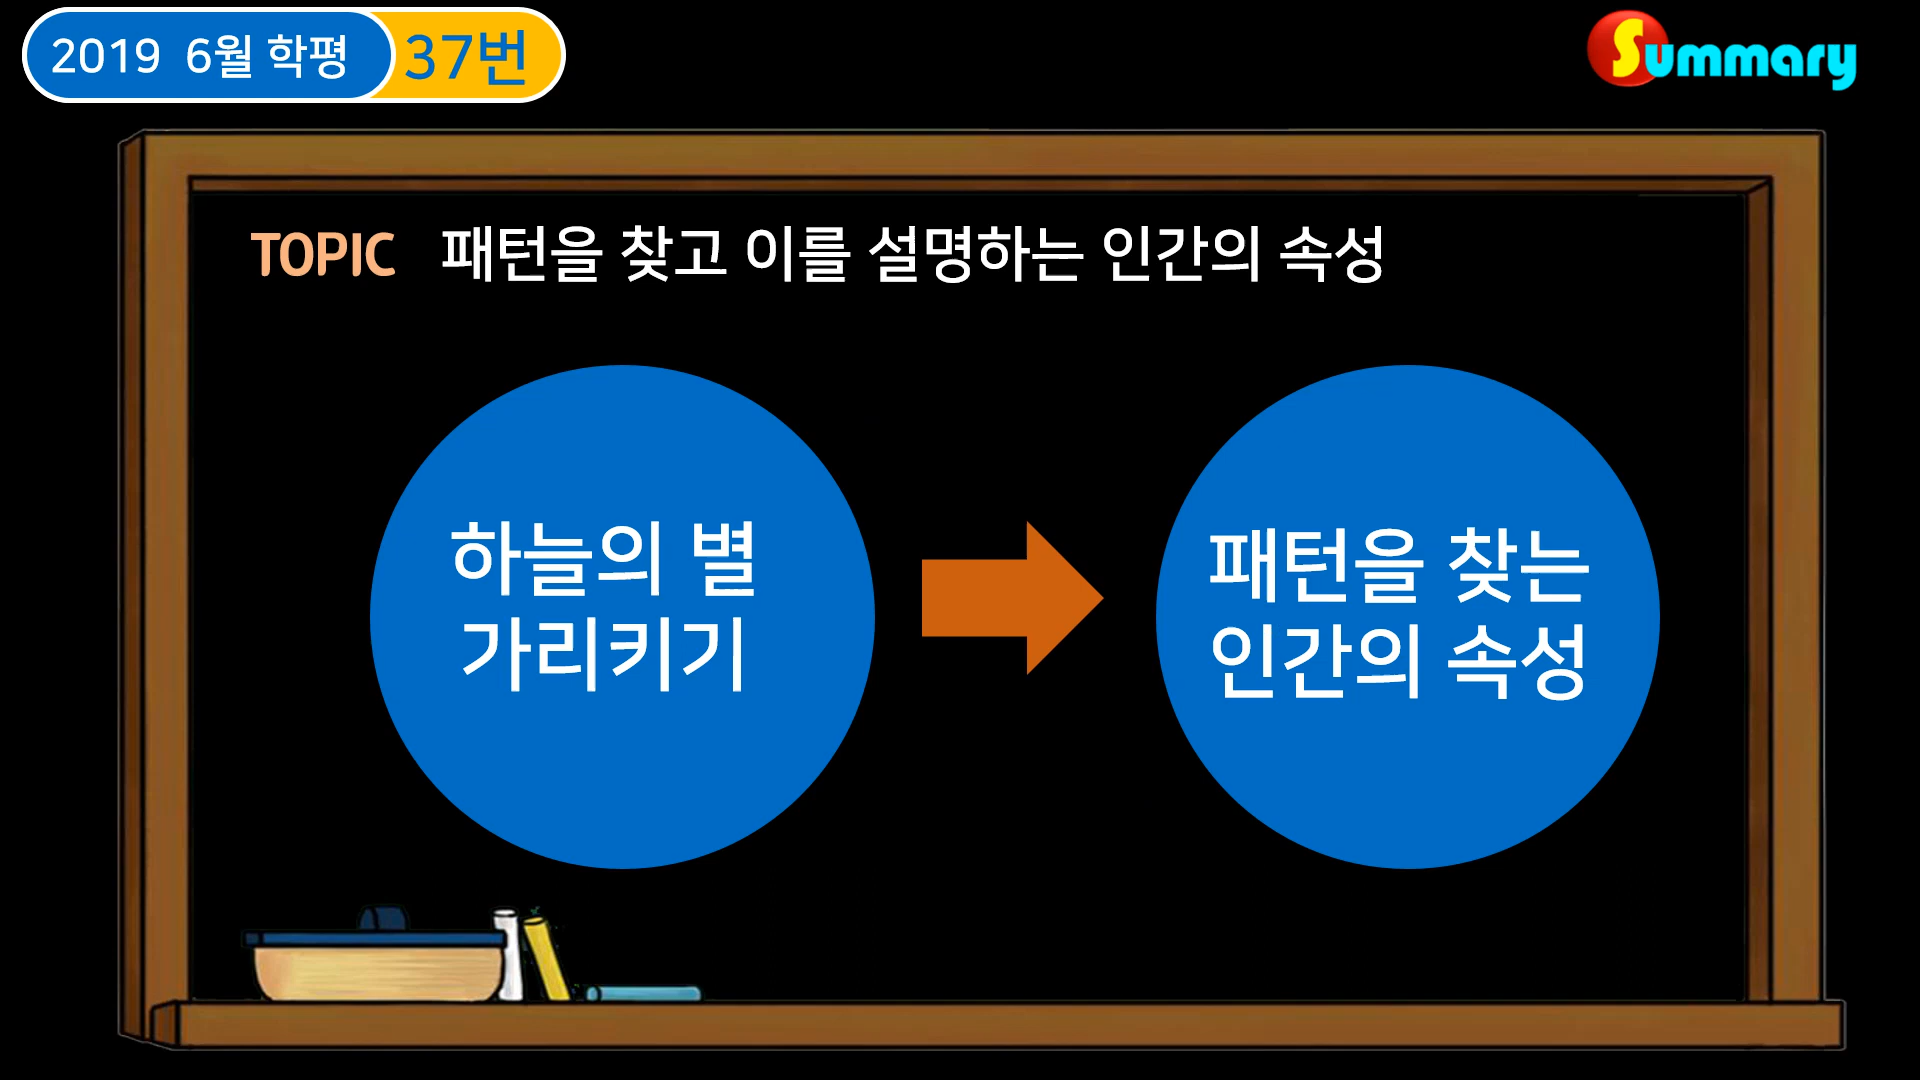 2019 6월 학평 37번
Summary
TOPIC 패턴을 찾고 이를 설명하는 인간의 속성
하늘의 별
가리키기
패턴을 찾는
인간의 속성